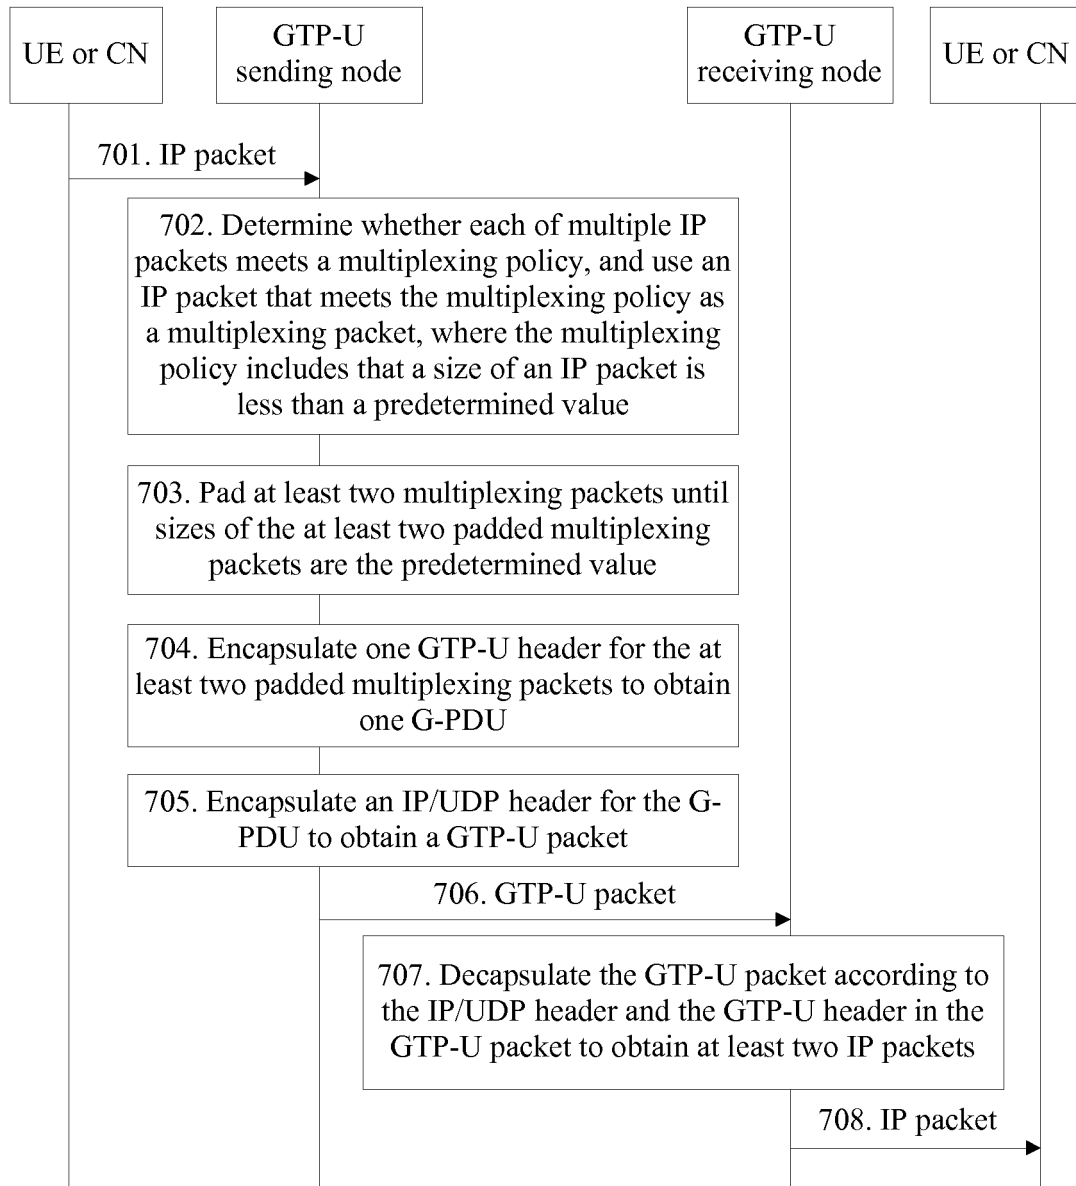 UE or CN
GTP-U
sending node
GTP-U
receiving node
UE or CN
701. IP packet
702. Determine whether each of multiple IP
packets meets a multiplexing policy, and use an
IP packet that meets the multiplexing policy as
a multiplexing packet, where the multiplexing
policy includes that a size of an IP packet is
less than a predetermined value
703. Pad at least two multiplexing packets until
sizes of the at least two padded multiplexing
packets are the predetermined value
704. Encapsulate one GTP-U header for the at
least two padded multiplexing packets to obtain
one G-PDU
705. Encapsulate an IP/UDP header for the G-
PDU to obtain a GTP-U packet
706. GTP-U packet
707. Decapsulate the GTP-U packet according to
the IP/UDP header and the GTP-U header in the
GTP-U packet to obtain at least two IP packets
708. IP packet